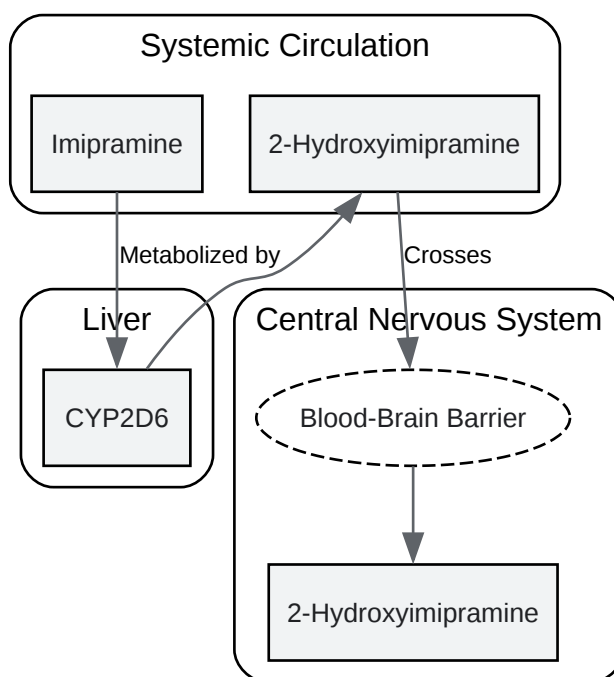 Systemic Circulation
Imipramine
2-Hydroxyimipramine
Metabolized by
Crosses
Liver
Central Nervous System
CYP2D6
Blood-Brain Barrier
2-Hydroxyimipramine